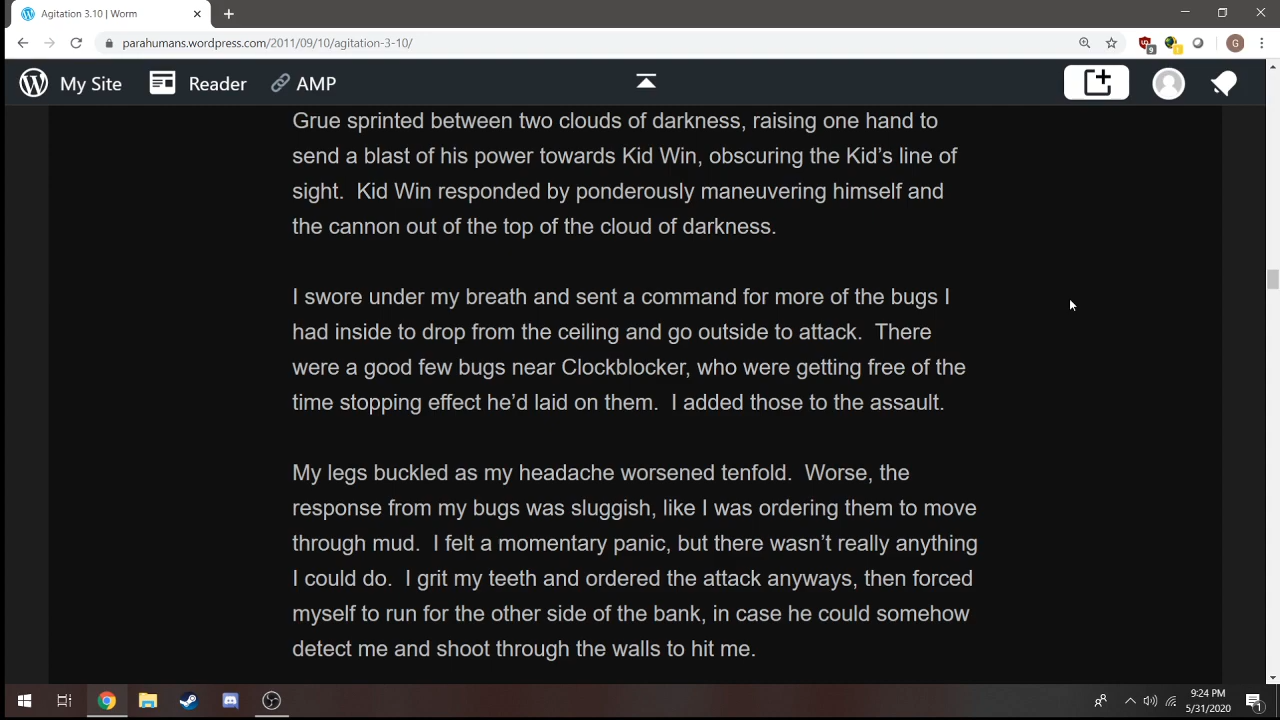 Agitation 3.10 | Worm
parahumans.wordpress.com/2011/09/10/agitation-3-10/
9
1
G
My Site
Reader
AMP
Grue sprinted between two clouds of darkness, raising one hand to
send a blast of his power towards Kid Win, obscuring the Kid’s line of
sight.  Kid Win responded by ponderously maneuvering himself and
the cannon out of the top of the cloud of darkness.
I swore under my breath and sent a command for more of the bugs I
had inside to drop from the ceiling and go outside to attack.  There
were a good few bugs near Clockblocker, who were getting free of the
time stopping effect he’d laid on them.  I added those to the assault.
My legs buckled as my headache worsened tenfold.  Worse, the
response from my bugs was sluggish, like I was ordering them to move
through mud.  I felt a momentary panic, but there wasn’t really anything
I could do.  I grit my teeth and ordered the attack anyways, then forced
myself to run for the other side of the bank, in case he could somehow
detect me and shoot through the walls to hit me.
9:24 PM
5/31/2020
1